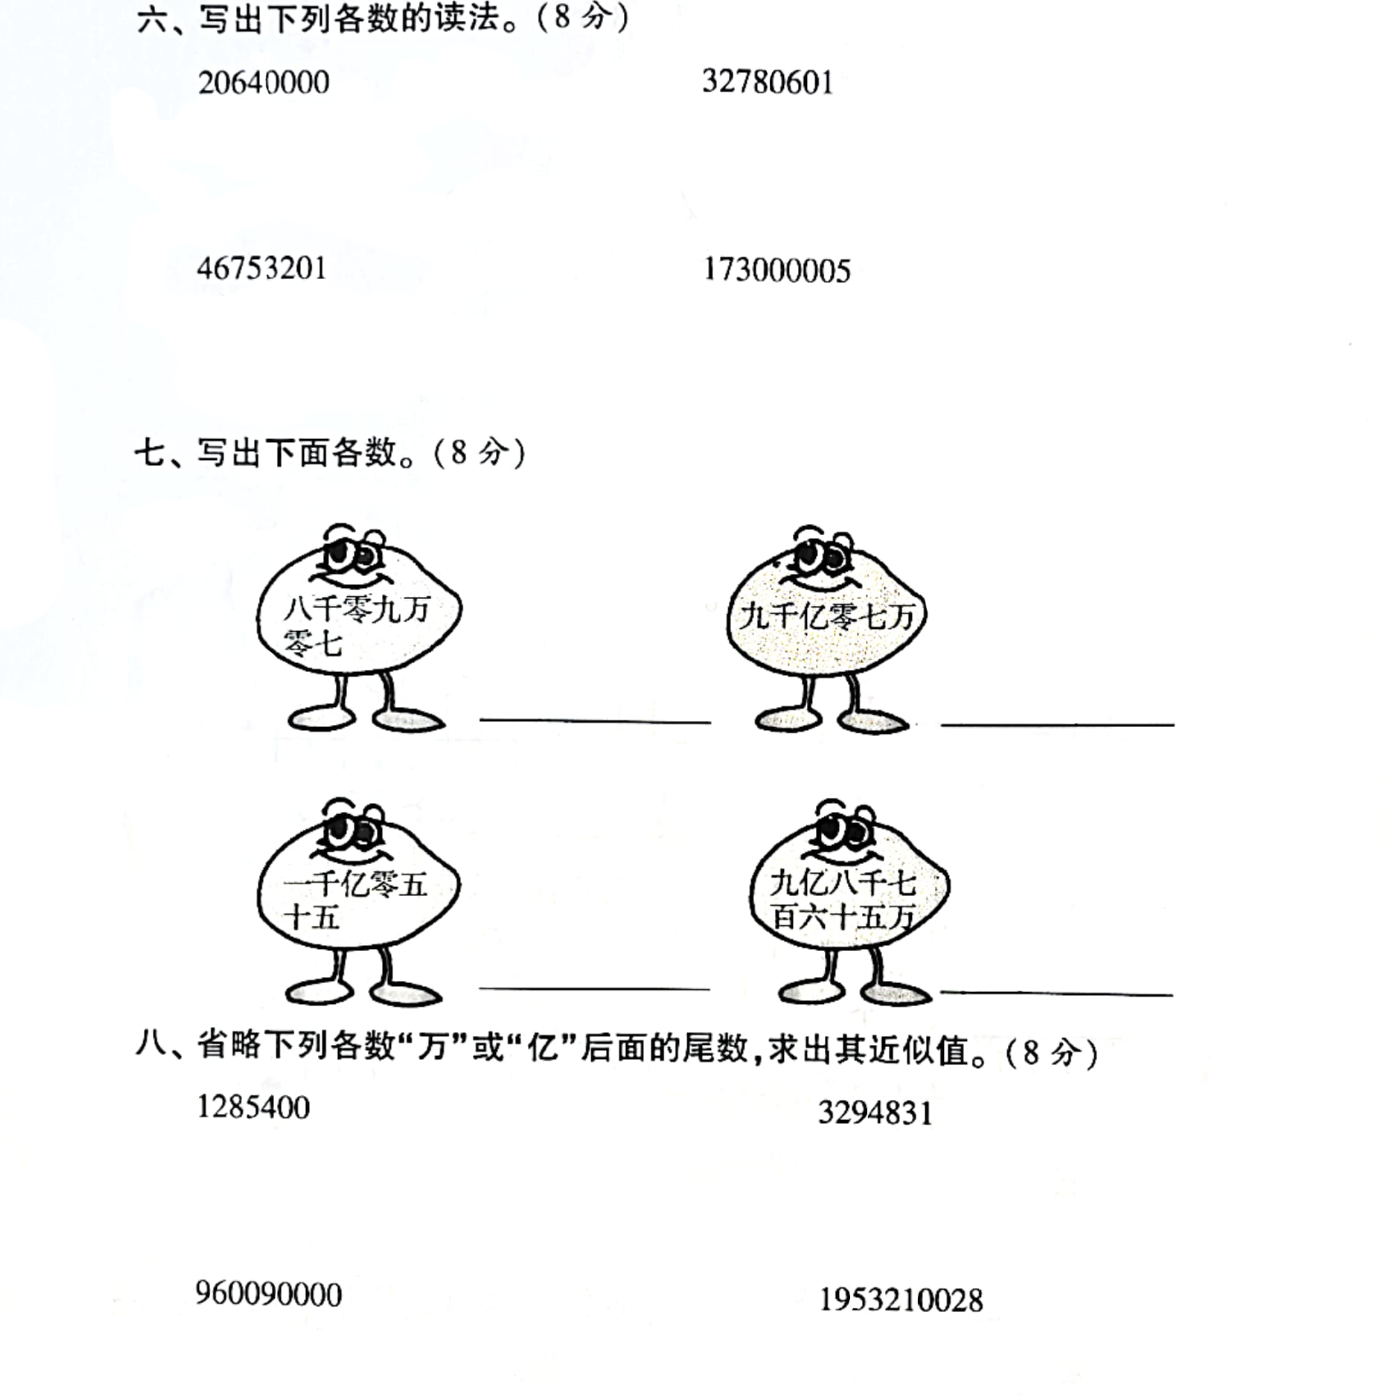 六、写出下列各数的读法。(8 分)
20640000 32780601
46753201 173000005
七、写出下面各数。(8 分)
八千零九万
零七
九千亿零七万
一千亿零五
十五
九亿八千七
百六十五万
八、省略下列各数“万”或“亿”后面的尾数,求出其近似值。(8 分)
1285400 3294831
960090000 1953210028